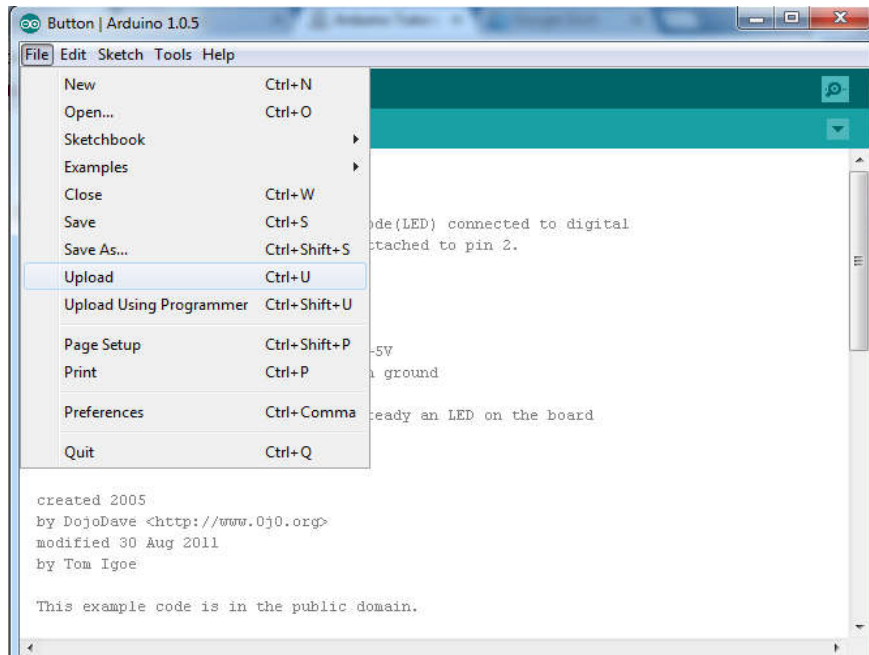 Button | Arduino 1.0.5
File Edit Sketch Tools Help
New Ctrl+N
Open... Ctrl+O
Sketchbook
Examples
Close Ctrl+W
Save Ctrl+S
Save As... Ctrl+Shift+S
Upload Ctrl+U
Upload Using Programmer Ctrl+Shift+U
Page Setup Ctrl+Shift+P
Print Ctrl+P
Preferences Ctrl+Comma
Quit Ctrl+Q
ode(LED) connected to digital
ttached to pin 2.
-5V
ground
eady an LED on the board
created 2005
by DojoDave <http://www.0j0.org>
modified 30 Aug 2011
by Tom Igoe
This example code is in the public domain.